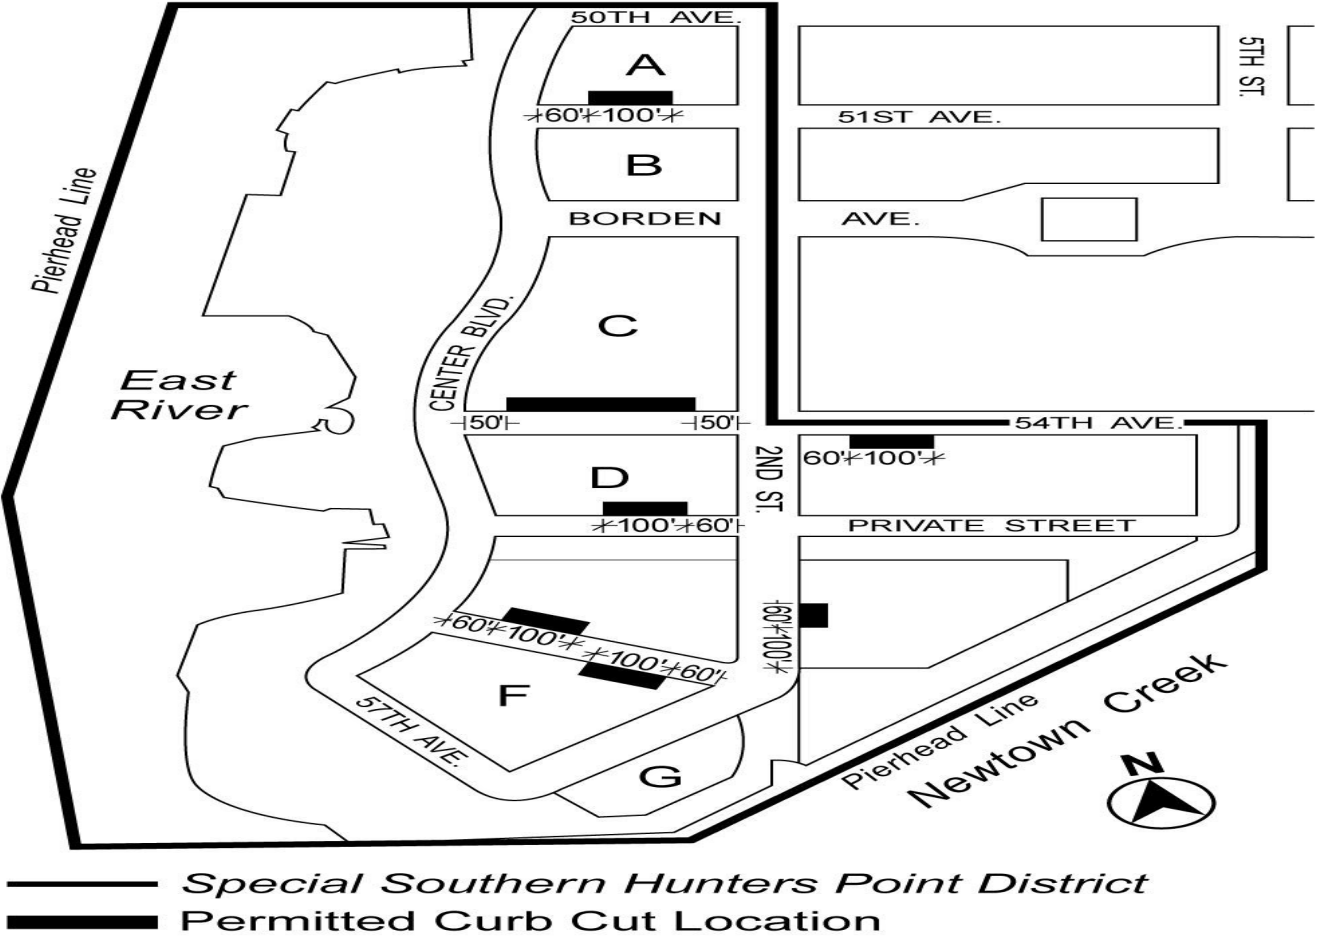 50TH AVE.
5TH ST.
A
60' 100'
51ST AVE.
B
Pierhead Line
BORDEN AVE.
CENTER BLVD.
C
East
River
50' 50'
54TH AVE.
2ND ST.
60' 100'
D
100' 60'
PRIVATE STREET
60' 100'
60' 100'
100' 60'
F
57TH AVE.
G
Pierhead Line
Newtown Creek
N
Special Southern Hunters Point District
Permitted Curb Cut Location